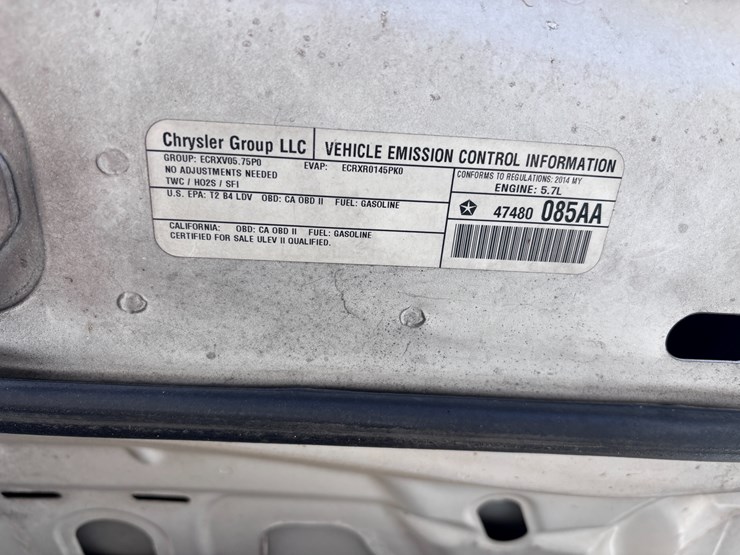 Chrysler Group LLC
VEHICLE EMISSION CONTROL INFORMATION
GROUP: ECRXV05.75P0 EVAP: ECRXR0145PK0
NO ADJUSTMENTS NEEDED
TWC / HO2S / SFI
CONFORMS TO REGULATIONS: 2014 MY
ENGINE: 5.7L
U.S. EPA: T2 B4 LDV OBD: CA OBD II FUEL: GASOLINE
47480 085AA
CALIFORNIA: OBD: CA OBD II FUEL: GASOLINE
CERTIFIED FOR SALE ULEV II QUALIFIED.